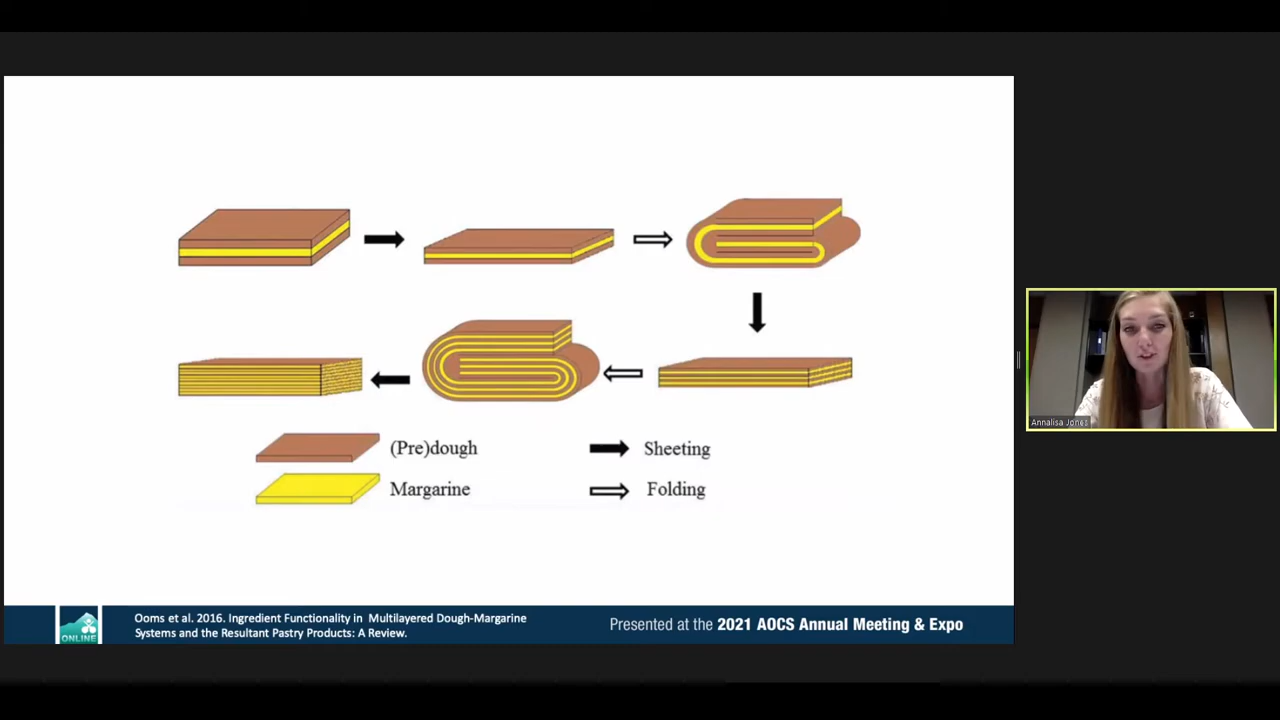 (Pre)dough
Sheeting
Margarine
Folding
Annalisa Jones
ONLINE
Ooms et al. 2016. Ingredient Functionality in Multilayered Dough-Margarine
Systems and the Resultant Pastry Products: A Review.
Presented at the 2021 AOCS Annual Meeting & Expo